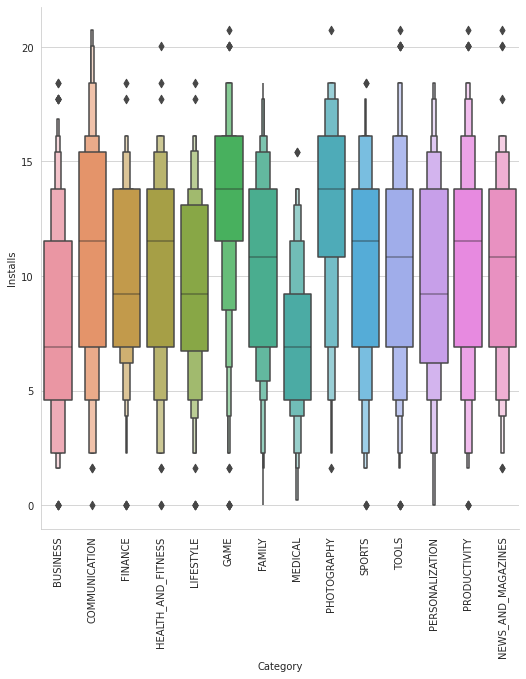 20
15
10
5
0
Installs
BUSINESS
COMMUNICATION
FINANCE
HEALTH_AND_FITNESS
LIFESTYLE
GAME
FAMILY
MEDICAL
PHOTOGRAPHY
SPORTS
TOOLS
PERSONALIZATION
PRODUCTIVITY
NEWS_AND_MAGAZINES
Category